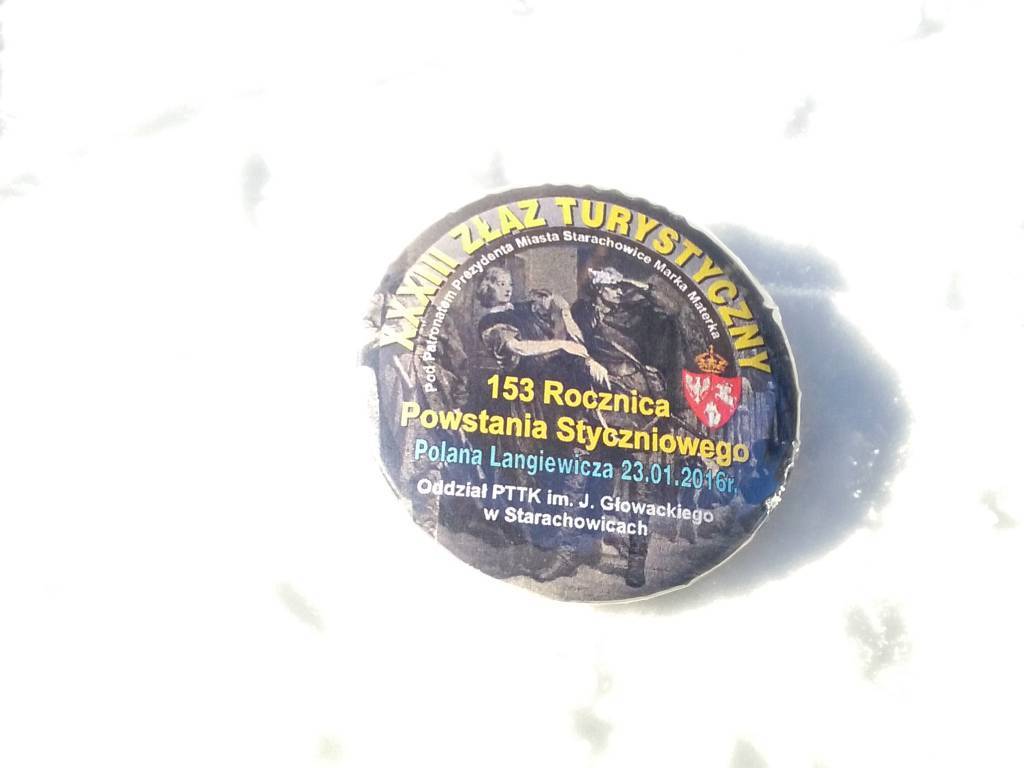 XXXIII ZŁAZ TURYSTYCZNY
Pod Patronatem Prezydenta Miasta Starachowice Marka Materka
153 Rocznica
Powstania Styczniowego
Polana Langiewicza 23.01.2016r.
Oddział PTTK im. J. Głowackiego
w Starachowicach